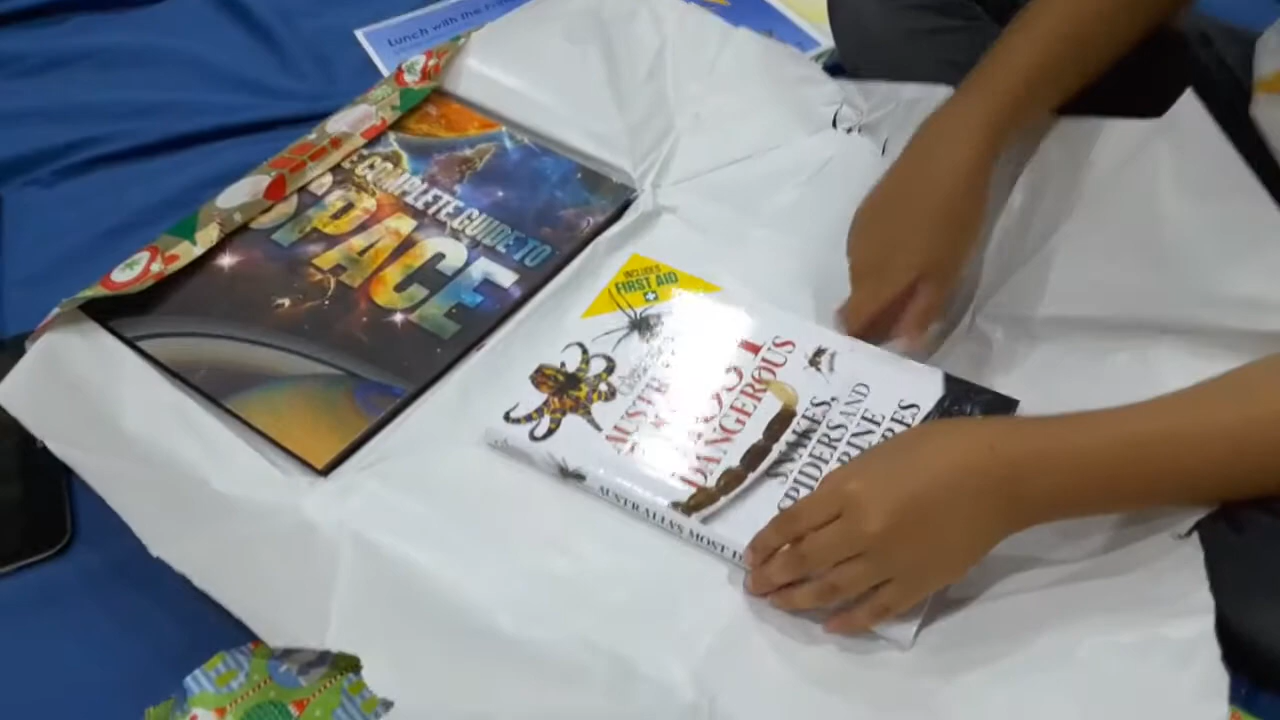 Lunch with the
COMPLETE GUIDE TO
SPACE
INCLUDES
FIRST AID
DANGEROUS
SNAKES,
SPIDERS AND
AUSTRALIA'S MOST D